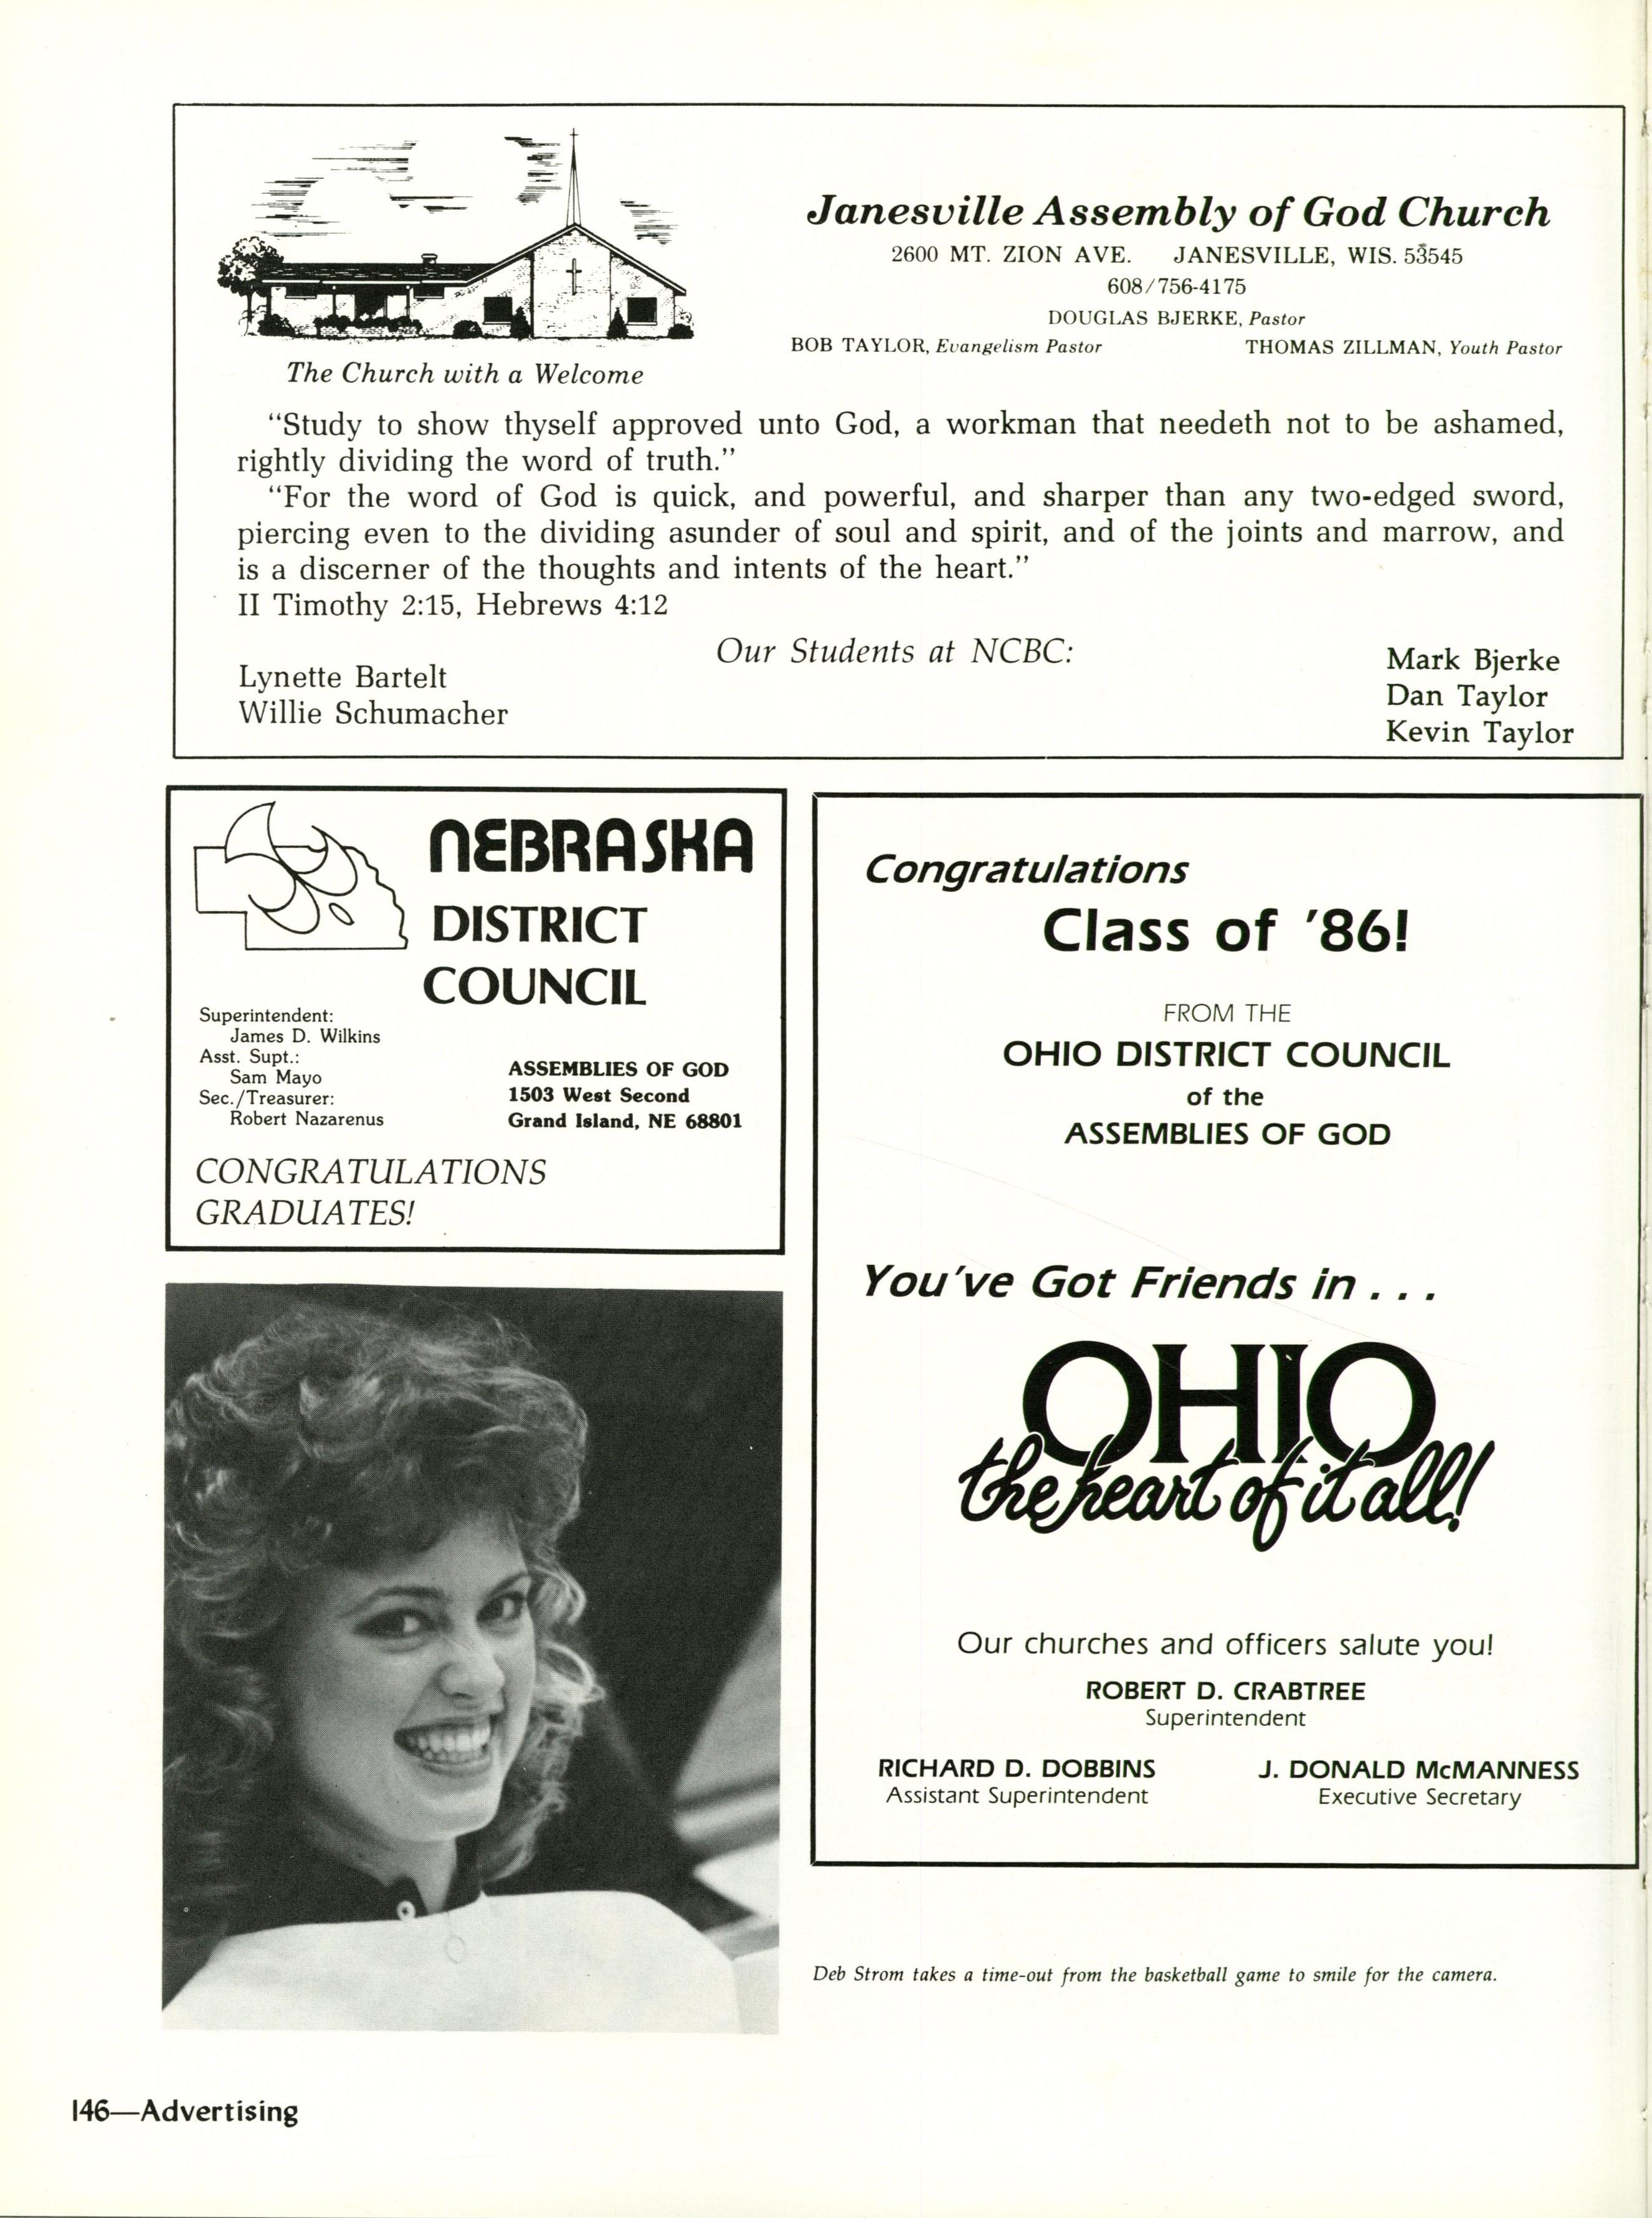 Janesville Assembly of God Church
2600 MT. ZION AVE. JANESVILLE, WIS. 53545
608/756-4175
DOUGLAS BJERKE, Pastor
BOB TAYLOR, Evangelism Pastor THOMAS ZILLMAN, Youth Pastor
The Church with a Welcome
“Study to show thyself approved unto God, a workman that needeth not to be ashamed,
rightly dividing the word of truth.”
“For the word of God is quick, and powerful, and sharper than any two-edged sword,
piercing even to the dividing asunder of soul and spirit, and of the joints and marrow, and
is a discerner of the thoughts and intents of the heart.”
II Timothy 2:15, Hebrews 4:12
Our Students at NCBC:
Lynette Bartelt
Willie Schumacher
Mark Bjerke
Dan Taylor
Kevin Taylor
NEBRASKA
DISTRICT
COUNCIL
Superintendent:
James D. Wilkins
Asst. Supt.:
Sam Mayo
Sec./Treasurer:
Robert Nazarenus
ASSEMBLIES OF GOD
1503 West Second
Grand Island, NE 68801
CONGRATULATIONS
GRADUATES!
Congratulations
Class of ’86!
FROM THE
OHIO DISTRICT COUNCIL
of the
ASSEMBLIES OF GOD
You’ve Got Friends in . . .
OHIO
the heart of it all!
Our churches and officers salute you!
ROBERT D. CRABTREE
Superintendent
RICHARD D. DOBBINS
Assistant Superintendent
J. DONALD McMANNESS
Executive Secretary
Deb Strom takes a time-out from the basketball game to smile for the camera.
146—Advertising